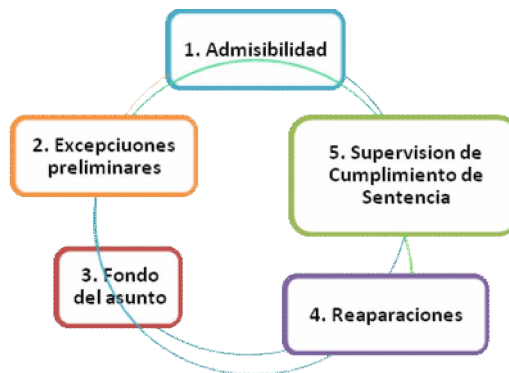 1. Admisibilidad
2. Excepciuones
preliminares
3. Fondo
del asunto
4. Reaparaciones
5. Supervision de
Cumplimiento de
Sentencia